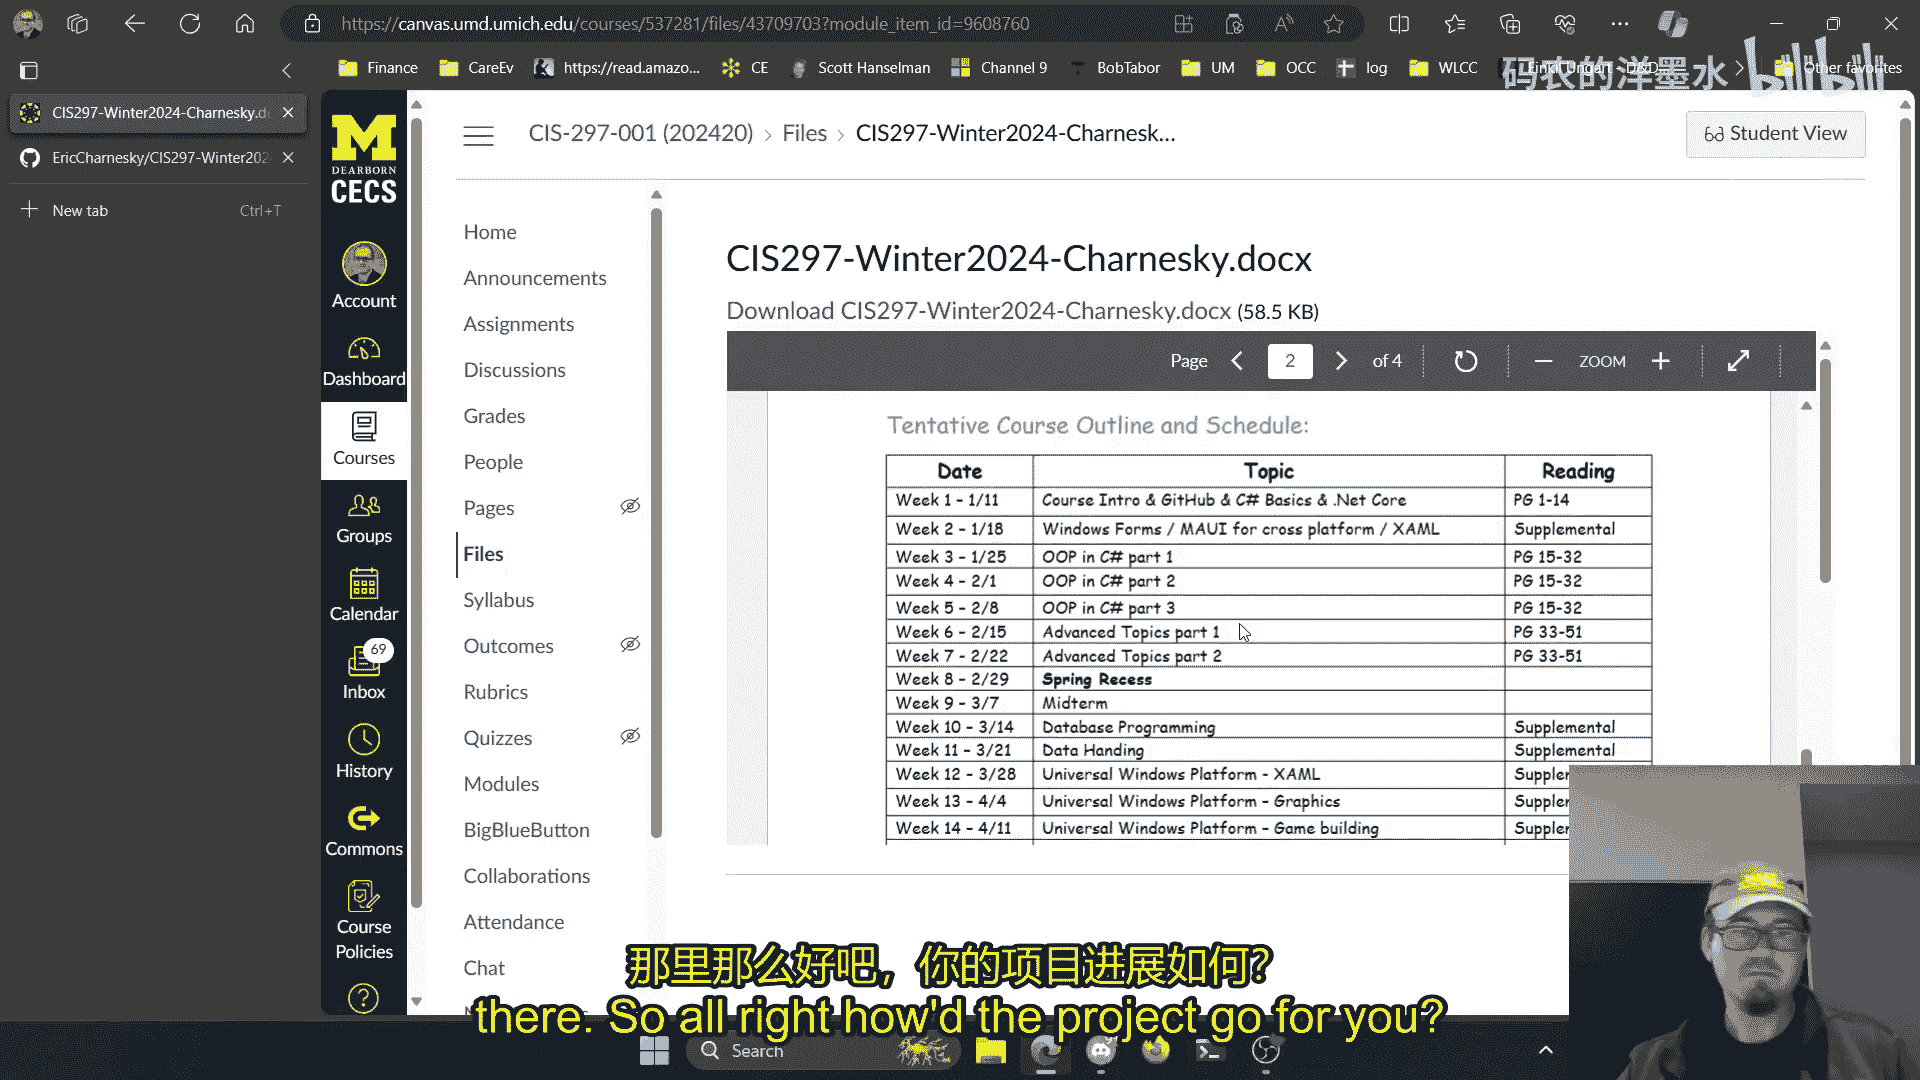 https://canvas.umd.umich.edu/courses/537281/files/43709703?module_item_id=9608760
Finance
CareEv
https://read.amazo...
CE
Scott Hanselman
Channel 9
BobTabor
UM
OCC
log
WLCC
Other favorites
码农的洋墨水
bilibili
CIS297-Winter2024-Charnesky.d
EricCharnesky/CIS297-Winter202
New tab
Ctrl+T
M
DEARBORN
CECS
Account
Dashboard
Courses
Groups
Calendar
69
Inbox
History
Commons
Course
Policies
CIS-297-001 (202420) › Files › CIS297-Winter2024-Charnesk...
Student View
Home
Announcements
Assignments
Discussions
Grades
People
Pages
Files
Syllabus
Outcomes
Rubrics
Quizzes
Modules
BigBlueButton
Collaborations
Attendance
Chat
CIS297-Winter2024-Charnesky.docx
Download CIS297-Winter2024-Charnesky.docx (58.5 KB)
Page 2 of 4
ZOOM
Tentative Course Outline and Schedule:
Date Topic Reading
Week 1 - 1/11 Course Intro & GitHub & C# Basics & .Net Core PG 1-14
Week 2 - 1/18 Windows Forms / MAUI for cross platform / XAML Supplemental
Week 3 - 1/25 OOP in C# part 1 PG 15-32
Week 4 - 2/1 OOP in C# part 2 PG 15-32
Week 5 - 2/8 OOP in C# part 3 PG 15-32
Week 6 - 2/15 Advanced Topics part 1 PG 33-51
Week 7 - 2/22 Advanced Topics part 2 PG 33-51
Week 8 - 2/29 Spring Recess
Week 9 - 3/7 Midterm
Week 10 - 3/14 Database Programming Supplemental
Week 11 - 3/21 Data Handing Supplemental
Week 12 - 3/28 Universal Windows Platform - XAML Supplem
Week 13 - 4/4 Universal Windows Platform - Graphics Supplem
Week 14 - 4/11 Universal Windows Platform - Game building Supplem
那里那么好吧，你的项目进展如何？
there. So all right how'd the project go for you?
Search